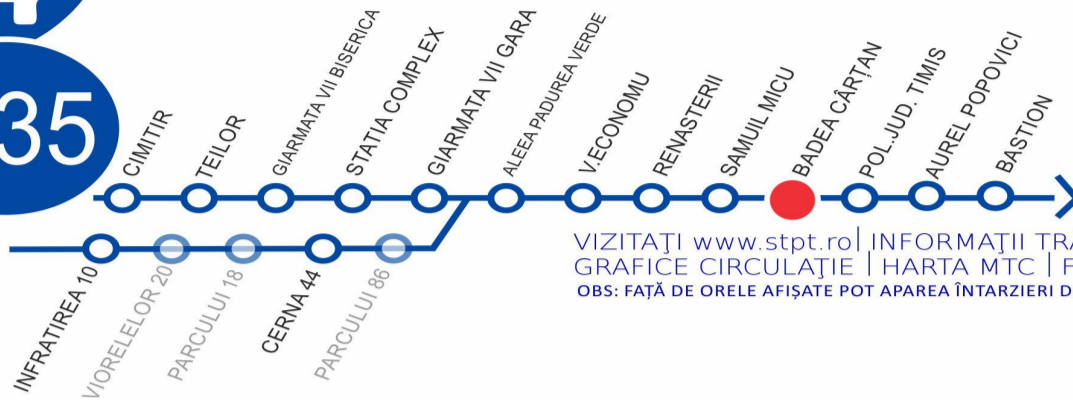 35
CIMITIR
TEILOR
GIARMATA VII BISERICA
STATIA COMPLEX
GIARMATA VII GARA
ALEEA PADUREA VERDE
V.ECONOMU
RENASTERII
SAMUIL MICU
BADEA CÂRȚAN
POL.JUD. TIMIS
AUREL POPOVICI
BASTION
INFRATIREA 10
VIORELELOR 20
PARCULUI 18
CERNA 44
PARCULUI 86
VIZITAȚI www.stpt.ro| INFORMAȚII
GRAFICE CIRCULAȚIE | HARTA MTC |
OBS: FAȚĂ DE ORELE AFIȘATE POT APAREA ÎNTARZIERI